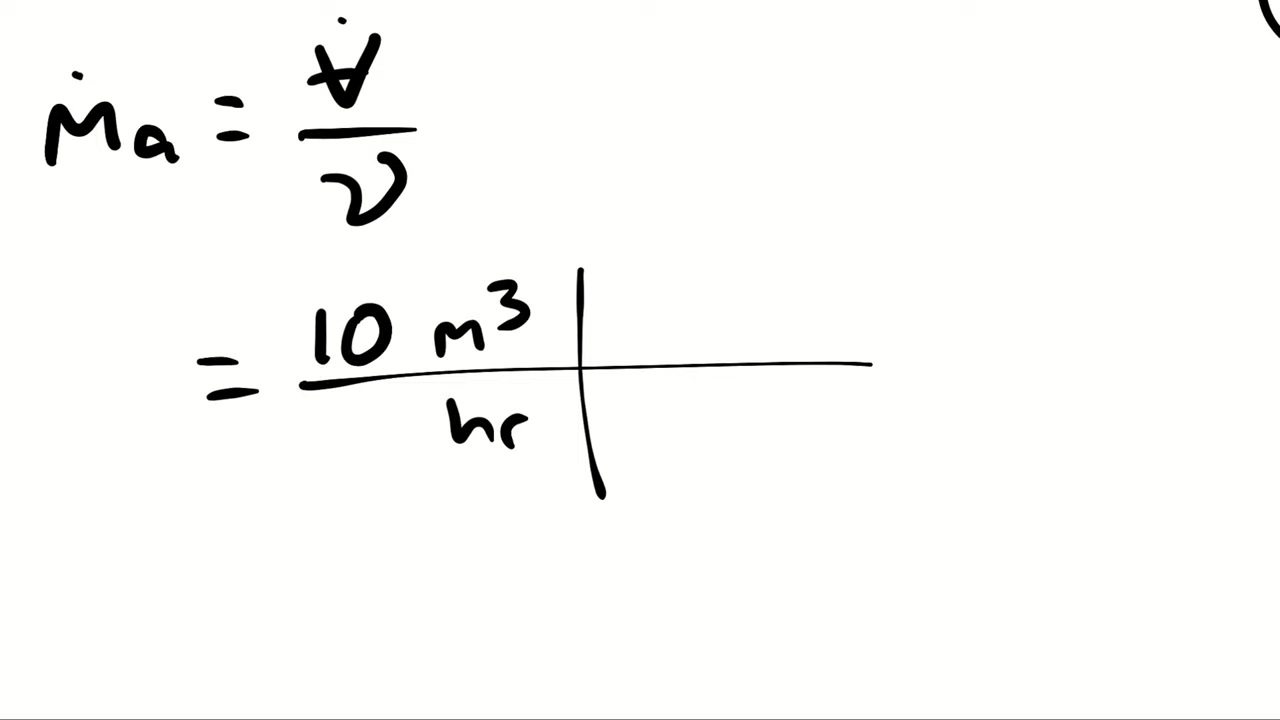 ṁₐ = V̶̇ / ν
= 10 m³ / hr